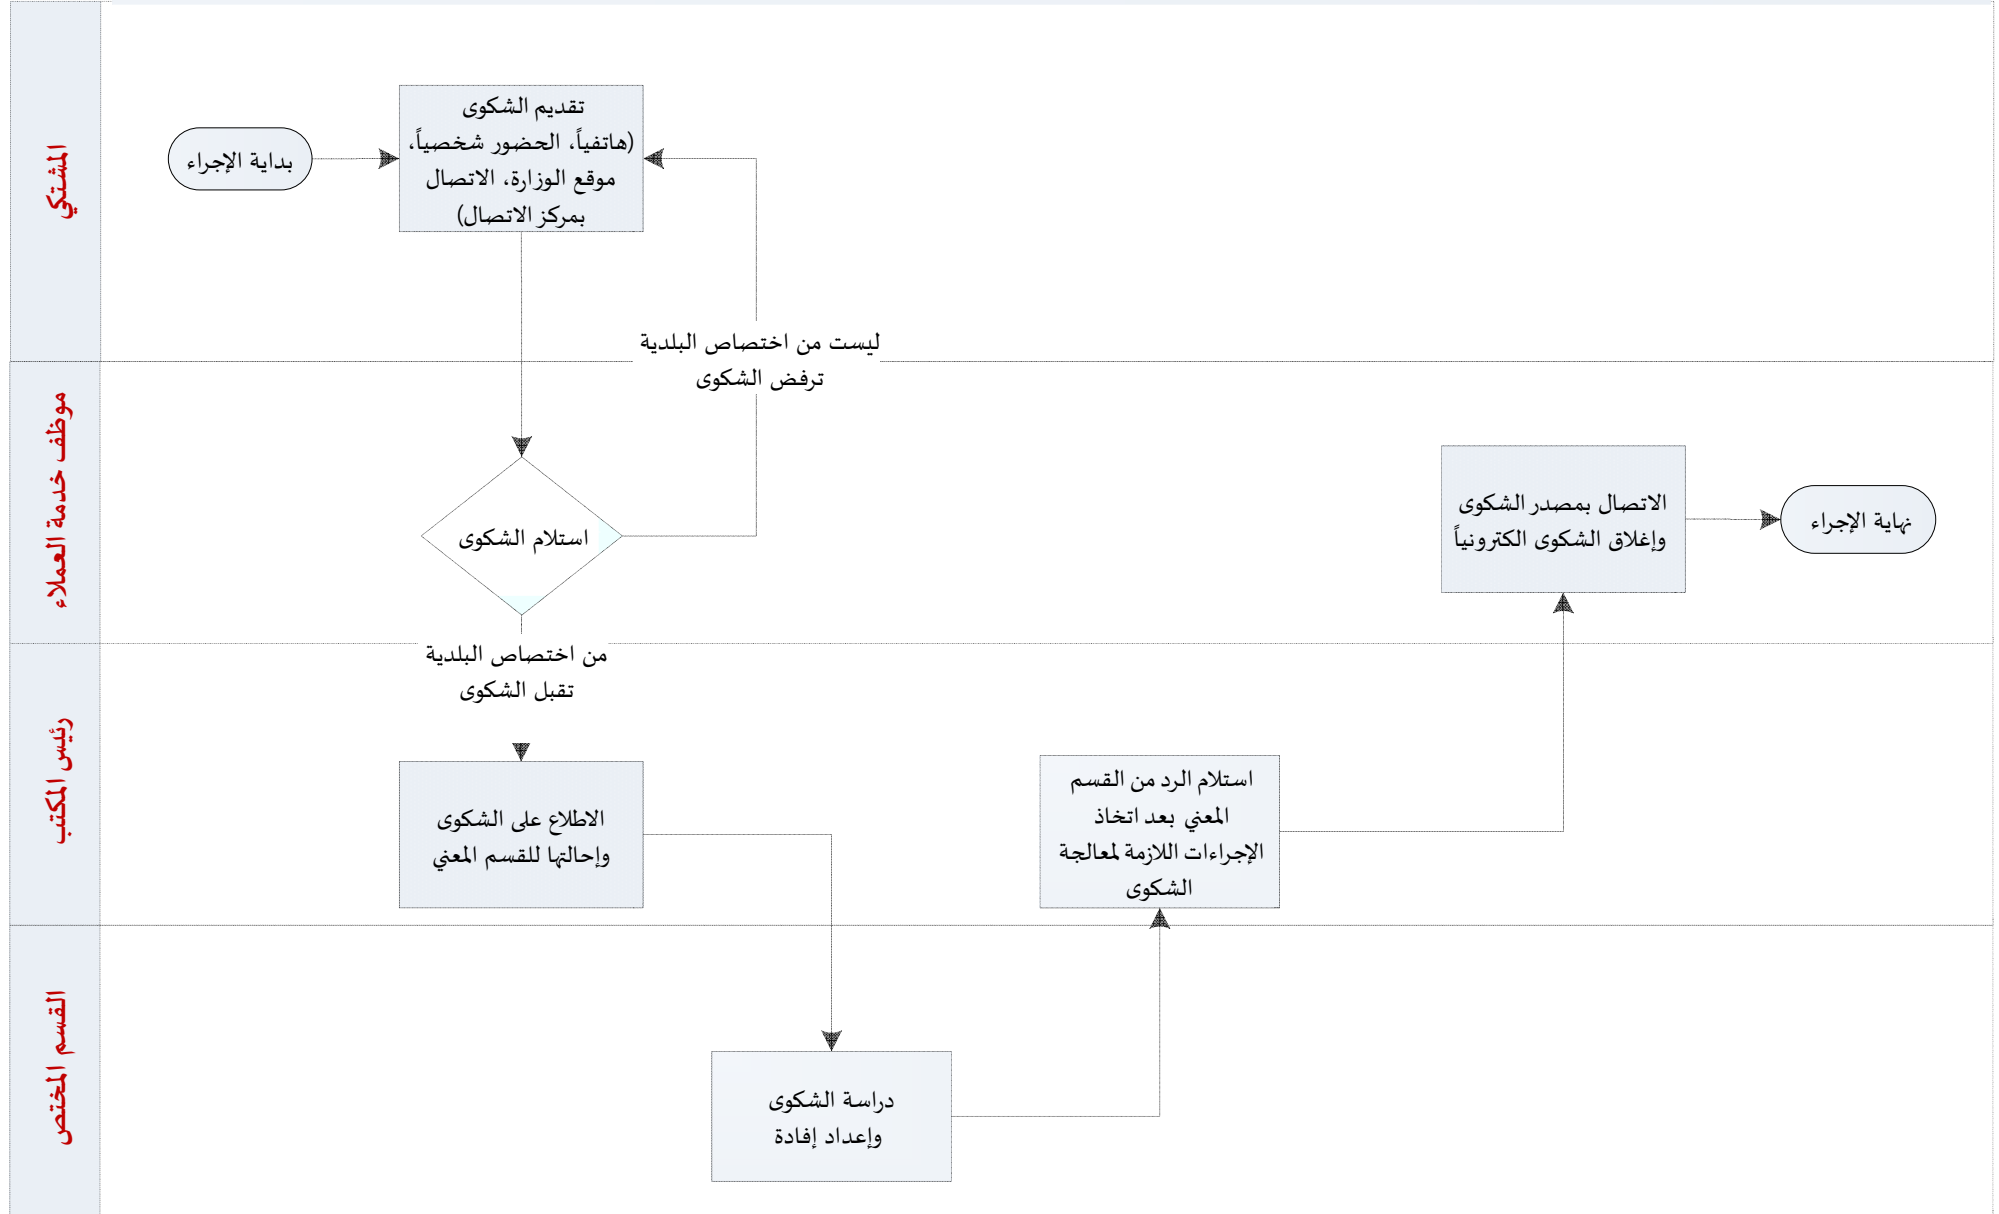 المشتكي
بداية الإجراء
تقديم الشكوى
(هاتفياً، الحضور شخصياً،
موقع الوزارة، الاتصال
بمركز الاتصال)
ليست من اختصاص البلدية
ترفض الشكوى
موظف خدمة العملاء
استلام الشكوى
الاتصال بمصدر الشكوى
وإغلاق الشكوى الكترونياً
نهاية الإجراء
من اختصاص البلدية
تقبل الشكوى
رئيس المكتب
الاطلاع على الشكوى
وإحالتها للقسم المعني
استلام الرد من القسم
المعني بعد اتخاذ
الإجراءات اللازمة لمعالجة
الشكوى
القسم المختص
دراسة الشكوى
وإعداد إفادة